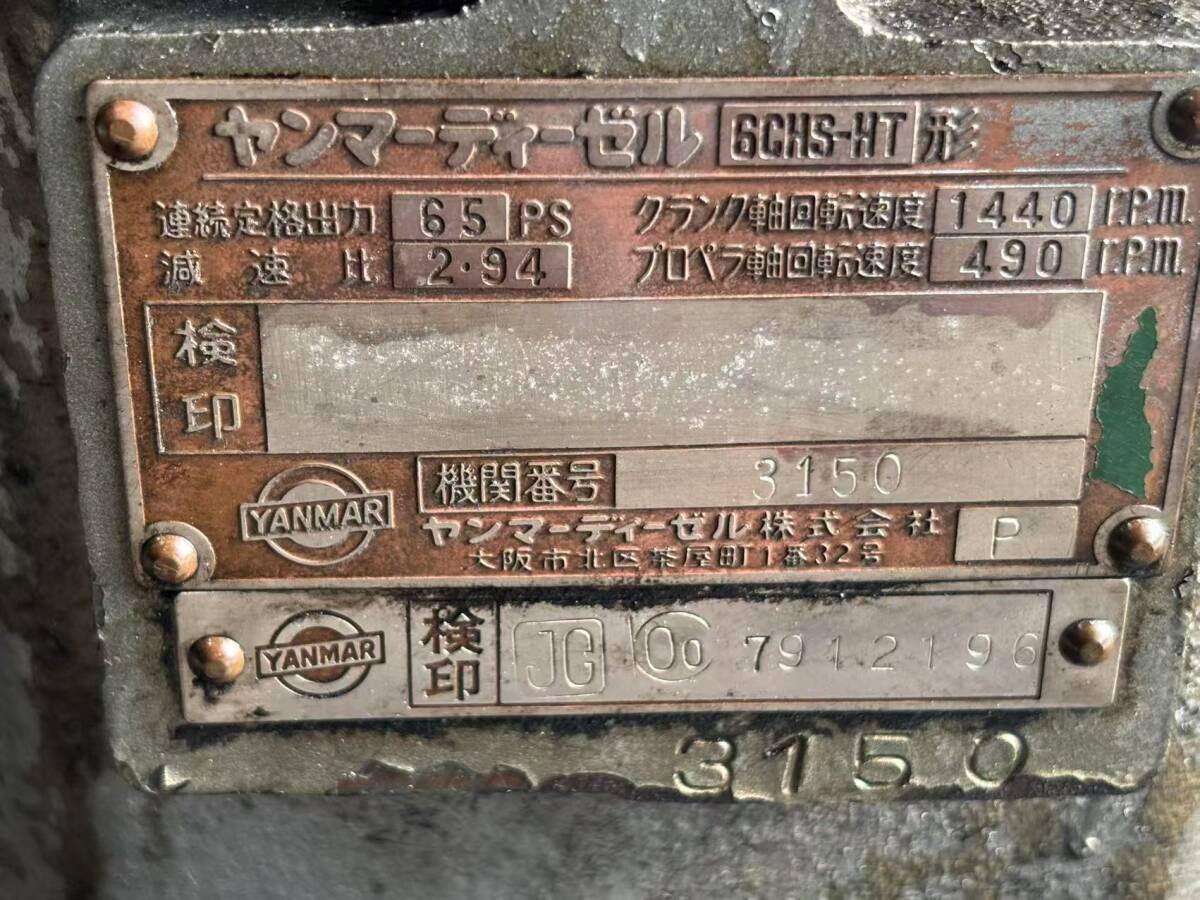 ヤンマーディーゼル 6CHS-HT 形
連続定格出力 65 PS クランク軸回転速度 1440 r.p.m.
減速比 2.94 プロペラ軸回転速度 490 r.p.m.
検印
YANMAR 機関番号 3150
ヤンマーディーゼル株式会社 P
大阪市北区茶屋町1番32号
YANMAR 検印 JG 7912196
3150